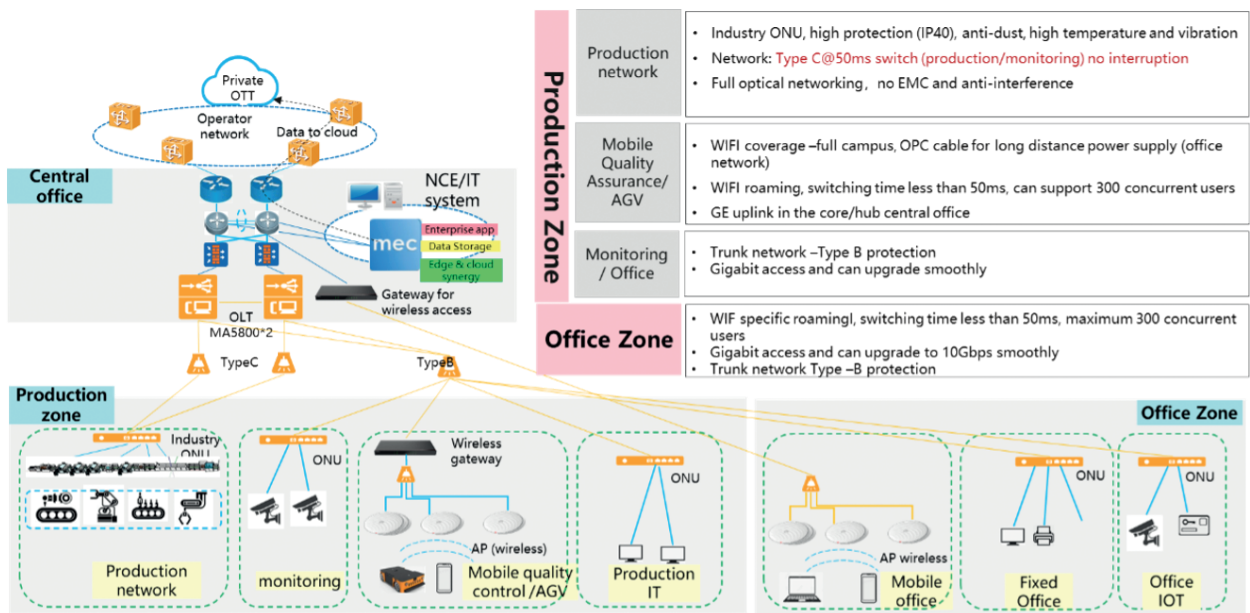 Private
OTT
Operator
network
Data to cloud
Central
office
NCE/IT
system
mec
Enterprise app
Data Storage
Edge & cloud
synergy
Gateway for
wireless access
OLT
MA5800*2
TypeC
TypeB
Production Zone
Production
network
• Industry ONU, high protection (IP40), anti-dust, high temperature and vibration
• Network: Type C@50ms switch (production/monitoring) no interruption
• Full optical networking, no EMC and anti-interference
Mobile
Quality
Assurance/
AGV
• WIFI coverage –full campus, OPC cable for long distance power supply (office
network)
• WIFI roaming, switching time less than 50ms, can support 300 concurrent users
• GE uplink in the core/hub central office
Monitoring
/ Office
• Trunk network –Type B protection
• Gigabit access and can upgrade smoothly
Office Zone
• WIF specific roamingI, switching time less than 50ms, maximum 300 concurrent
users
• Gigabit access and can upgrade to 10Gbps smoothly
• Trunk network Type –B protection
Production
zone
Industry
ONU
Production
network
ONU
monitoring
Wireless
gateway
AP (wireless)
Mobile quality
control /AGV
ONU
Production
IT
Office Zone
AP wireless
Mobile
office
ONU
Fixed
Office
ONU
Office
IOT